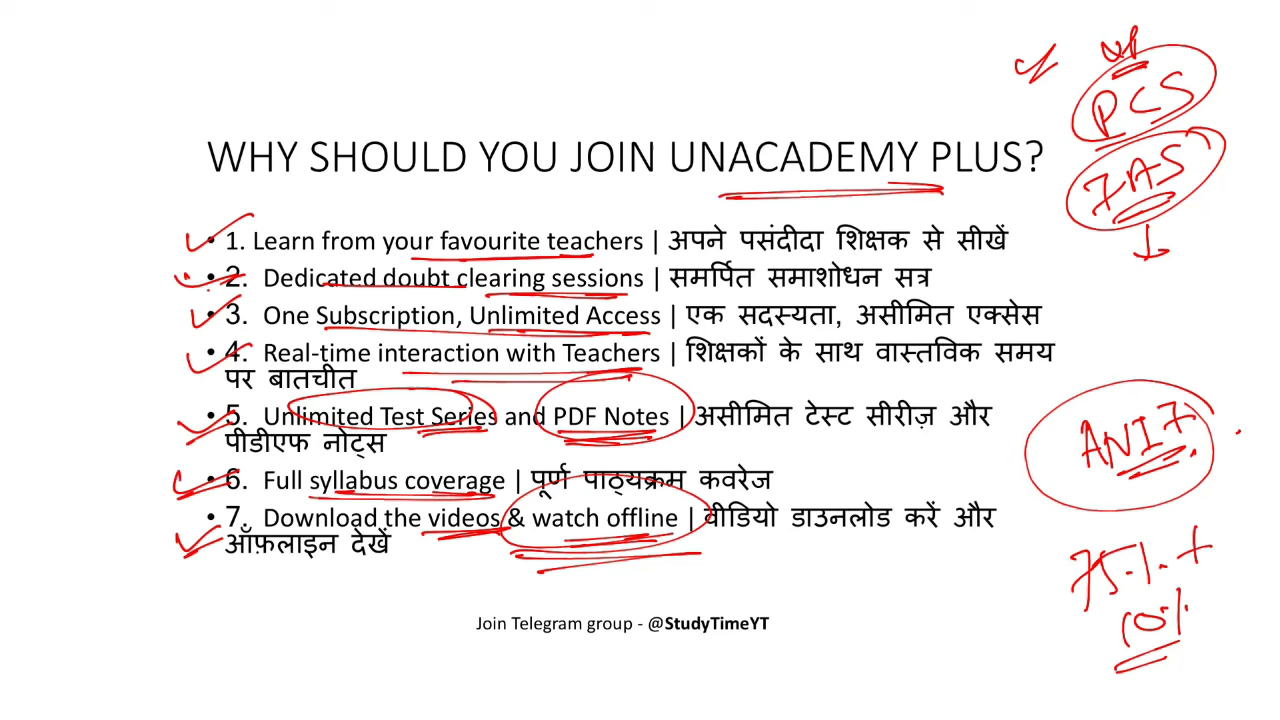 UP
PCS
IAS
WHY SHOULD YOU JOIN UNACADEMY PLUS?
• 1. Learn from your favourite teachers | अपने पसंदीदा शिक्षक से सीखें
• 2. Dedicated doubt clearing sessions | समर्पित समाशोधन सत्र
• 3. One Subscription, Unlimited Access | एक सदस्यता, असीमित एक्सेस
• 4. Real-time interaction with Teachers | शिक्षकों के साथ वास्तविक समय
पर बातचीत
• 5. Unlimited Test Series and PDF Notes | असीमित टेस्ट सीरीज़ और
पीडीएफ नोट्स
• 6. Full syllabus coverage | पूर्ण पाठ्यक्रम कवरेज
• 7. Download the videos & watch offline | वीडियो डाउनलोड करें और
ऑफ़लाइन देखें
ANI7
75% +
10%
Join Telegram group - @StudyTimeYT